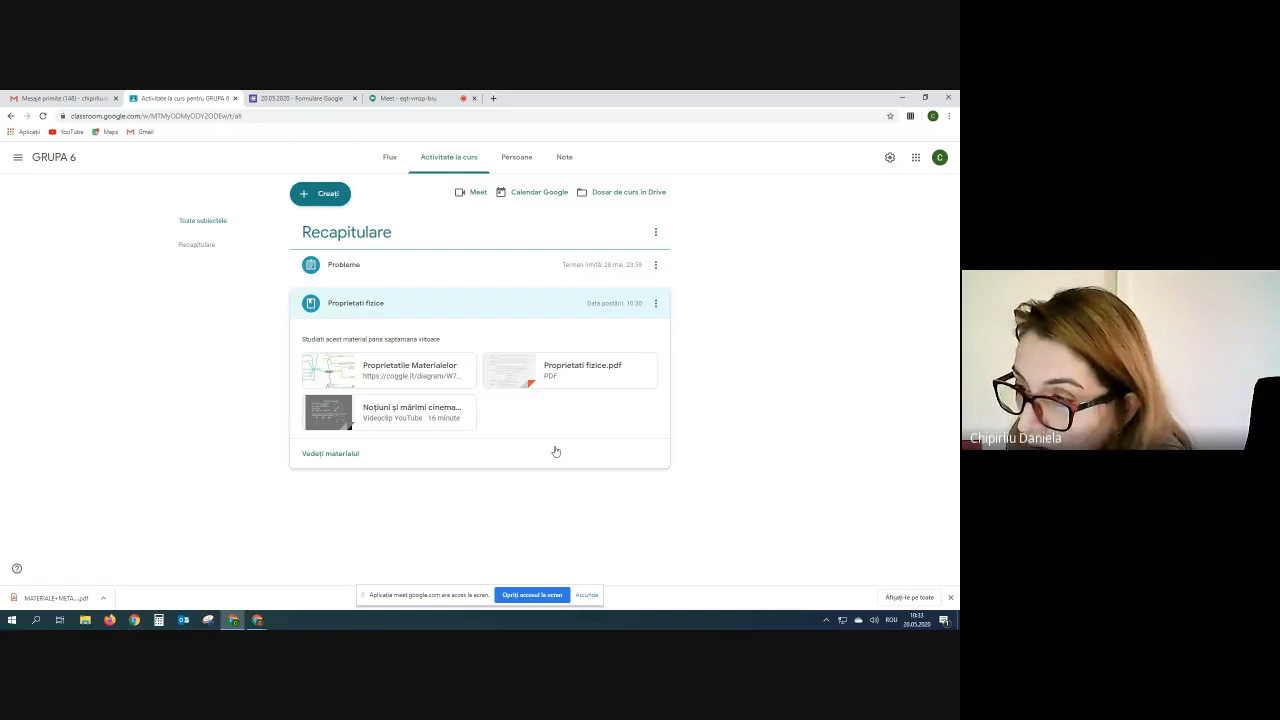 Mesaje primite (148) - chipirliu.c
Activitate la curs pentru GRUPA 6
20.05.2020 - Formulare Google
Meet - eqt-vmzp-bru
classroom.google.com/w/MTMyODMyODY2ODEw/t/all
Aplicații
YouTube
Maps
Gmail
GRUPA 6
Flux
Activitate la curs
Persoane
Note
C
Creați
Meet
Calendar Google
Dosar de curs în Drive
Toate subiectele
Recapitulare
Recapitulare
Probleme
Termen limită: 28 mai, 23:59
Proprietati fizice
Data postării: 10:30
Studiati acest material pana saptamana viitoare
Proprietatile Materialelor
https://coggle.it/diagram/W7...
Proprietati fizice.pdf
PDF
Noțiuni și mărimi cinema...
Videoclip YouTube 16 minute
Vedeți materialul
Chipirliu Daniela
Aplicația meet.google.com are acces la ecran.
Opriți accesul la ecran
Ascunde
MATERIALE+META....pdf
Afișați-le pe toate
ROU
10:33
20.05.2020